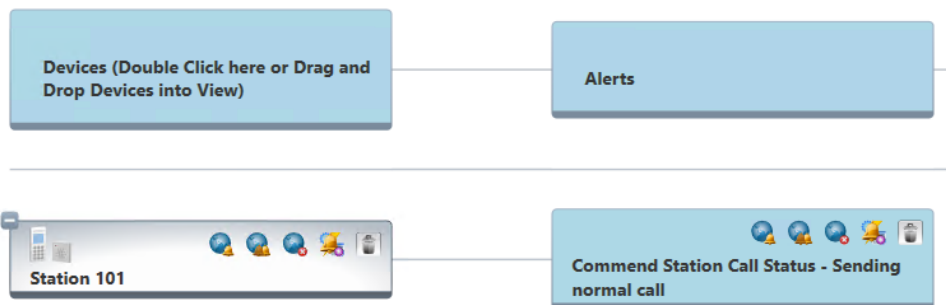 Devices (Double Click here or Drag and
Drop Devices into View)
Alerts
Station 101
Commend Station Call Status - Sending
normal call